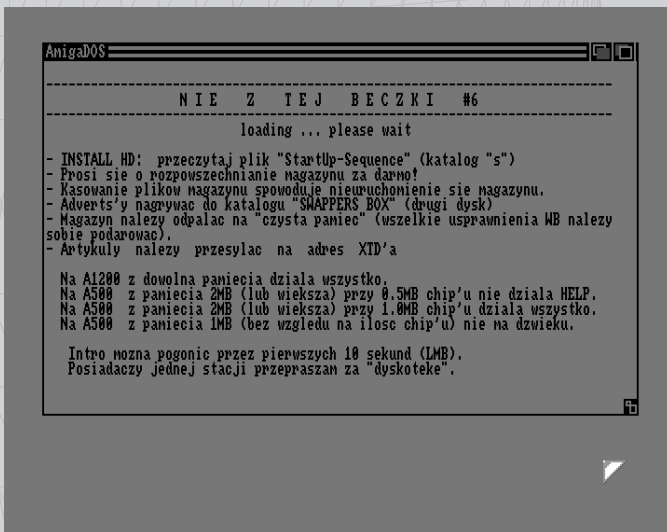 AmigaDOS
N I E   Z   T E J   B E C Z K I   #6
loading ... please wait
- INSTALL HD:  przeczytaj plik "StartUp-Sequence" (katalog "s")
- Prosi sie o rozpowszechnianie magazynu za darmo!
- Kasowanie plikow magazynu spowoduje nieuruchomienie sie magazynu.
- Adverts'y nagrywac do katalogu "SWAPPERS BOX" (drugi dysk)
- Magazyn nalezy odpalac na "czysta pamiec" (wszelkie usprawnienia WB nalezy
sobie podarowac).
- Artykuly  nalezy  przesylac  na  adres  XTD'a
Na A1200 z dowolna pamiecia dziala wszystko.
Na A500  z pamiecia 2MB (lub wieksza) przy 0.5MB chip'u nie dziala HELP.
Na A500  z pamiecia 2MB (lub wieksza) przy 1.0MB chip'u dziala wszystko.
Na A500  z pamiecia 1MB (bez wzgledu na ilosc chip'u) nie ma dzwieku.
Intro mozna pogonic przez pierwszych 10 sekund (LMB).
Posiadaczy jednej stacji przepraszam za "dyskoteke".